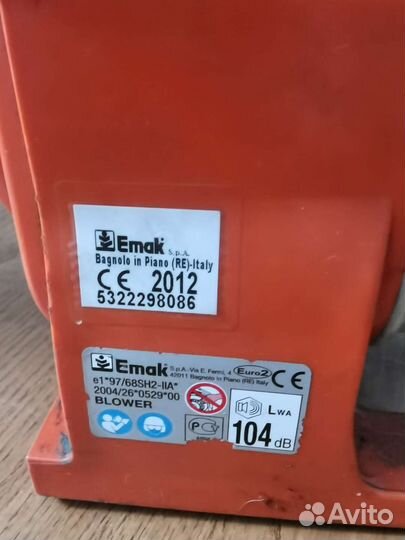 Emak S.p.A.
Bagnolo in Piano (RE)-Italy
CE 2012
5322298086
Emak S.p.A.-Via E. Fermi, 4
42011 Bagnolo in Piano (RE) Italy
Euro2 CE
e1*97/68SH2-IIA*
2004/26*0529*00
BLOWER
LWA
104 dB
Avito